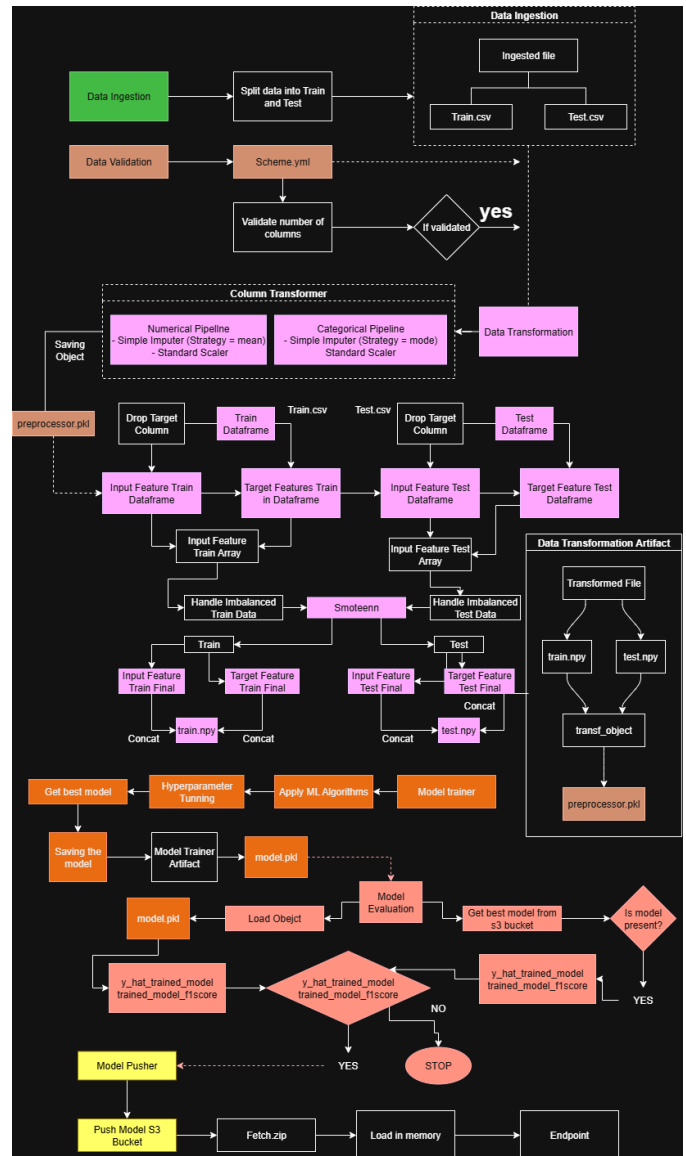 Data Ingestion
Data Ingestion
Split data into Train
and Test
Ingested file
Train.csv
Test.csv
Data Validation
Scheme.yml
Validate number of
columns
If validated
yes
Column Transformer
Numerical PipelIne
- Simple Imputer (Strategy = mean)
- Standard Scaler
Categorical Pipeline
- Simple Imputer (Strategy = mode)
Standard Scaler
Data Transformation
Saving
Object
preprocessor.pkl
Drop Target
Column
Train
Dataframe
Train.csv
Test.csv
Drop Target
Column
Test
Dataframe
Input Feature Train
Dataframe
Target Features Train
in Dataframe
Input Feature Test
Dataframe
Target Feature Test
Dataframe
Input Feature
Train Array
Input Feature Test
Array
Handle Imbalanced
Train Data
Smoteenn
Handle Imbalanced
Test Data
Train
Test
Input Feature
Train Final
Target Feature
Train Final
Input Feature
Test Final
Target Feature
Test Final
Concat
train.npy
Concat
Concat
test.npy
Concat
Data Transformation Artifact
Transformed File
train.npy
test.npy
transf_object
preprocessor.pkl
Get best model
Hyperparameter
Tunning
Apply ML Algorithms
Model trainer
Saving the
model
Model Trainer
Artifact
model.pkl
Model
Evaluation
model.pkl
Load Obejct
Get best model from
s3 bucket
Is model
present?
y_hat_trained_model
trained_model_f1score
y_hat_trained_model
trained_model_f1score
y_hat_trained_model
trained_model_f1score
YES
NO
YES
STOP
Model Pusher
Push Model S3
Bucket
Fetch.zip
Load in memory
Endpoint